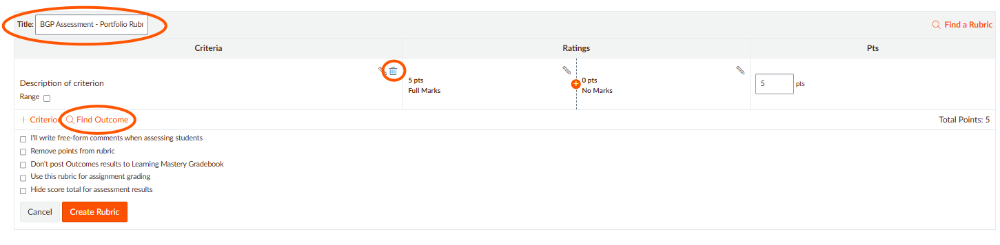 Title: BGP Assessment - Portfolio Rubr
Find a Rubric
Criteria Ratings Pts
Description of criterion
Range
5 pts
Full Marks
0 pts
No Marks
5 pts
+ Criterion Find Outcome Total Points: 5
I'll write free-form comments when assessing students
Remove points from rubric
Don't post Outcomes results to Learning Mastery Gradebook
Use this rubric for assignment grading
Hide score total for assessment results
Cancel Create Rubric